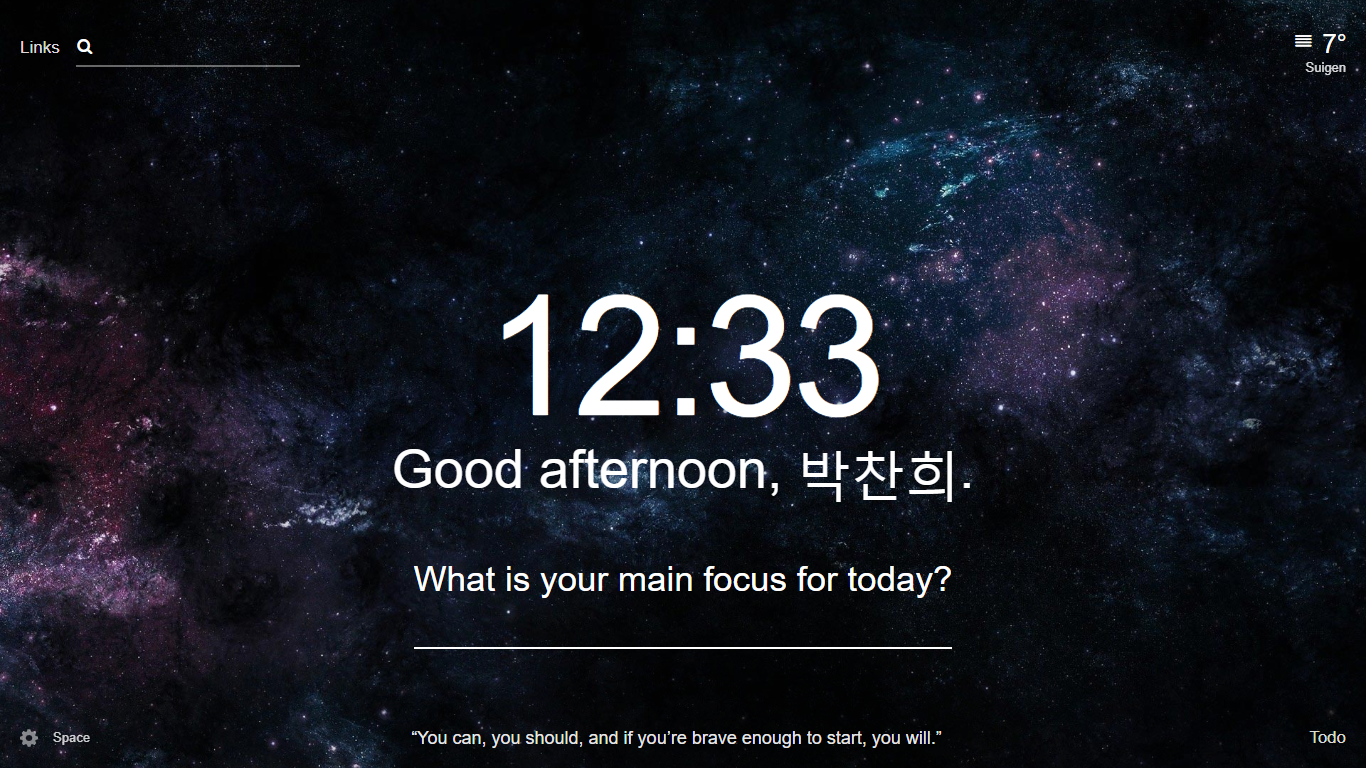 Links
7°
Suigen
12:33
Good afternoon, 박찬희.
What is your main focus for today?
Space
“You can, you should, and if you’re brave enough to start, you will.”
Todo